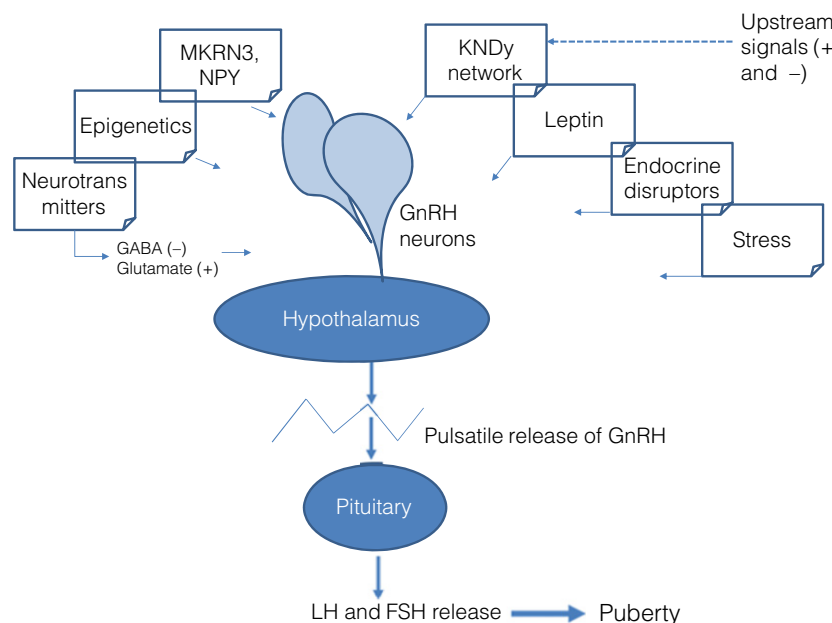 Upstream
signals (+
and −)
MKRN3,
NPY
KNDy
network
Epigenetics
Leptin
Neurotrans
mitters
Endocrine
disruptors
GnRH
neurons
Stress
GABA (−)
Glutamate (+)
Hypothalamus
Pulsatile release of GnRH
Pituitary
LH and FSH release
Puberty